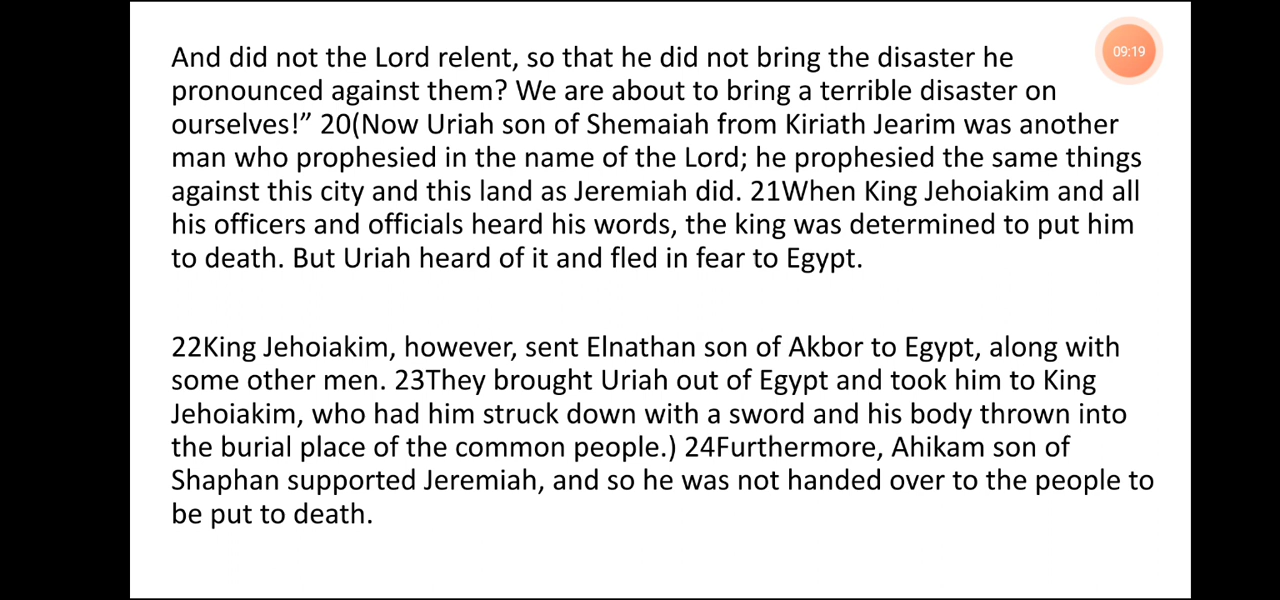 And did not the Lord relent, so that he did not bring the disaster he
09:19
pronounced against them? We are about to bring a terrible disaster on
ourselves!” 20(Now Uriah son of Shemaiah from Kiriath Jearim was another
man who prophesied in the name of the Lord; he prophesied the same things
against this city and this land as Jeremiah did. 21When King Jehoiakim and all
his officers and officials heard his words, the king was determined to put him
to death. But Uriah heard of it and fled in fear to Egypt.
22King Jehoiakim, however, sent Elnathan son of Akbor to Egypt, along with
some other men. 23They brought Uriah out of Egypt and took him to King
Jehoiakim, who had him struck down with a sword and his body thrown into
the burial place of the common people.) 24Furthermore, Ahikam son of
Shaphan supported Jeremiah, and so he was not handed over to the people to
be put to death.